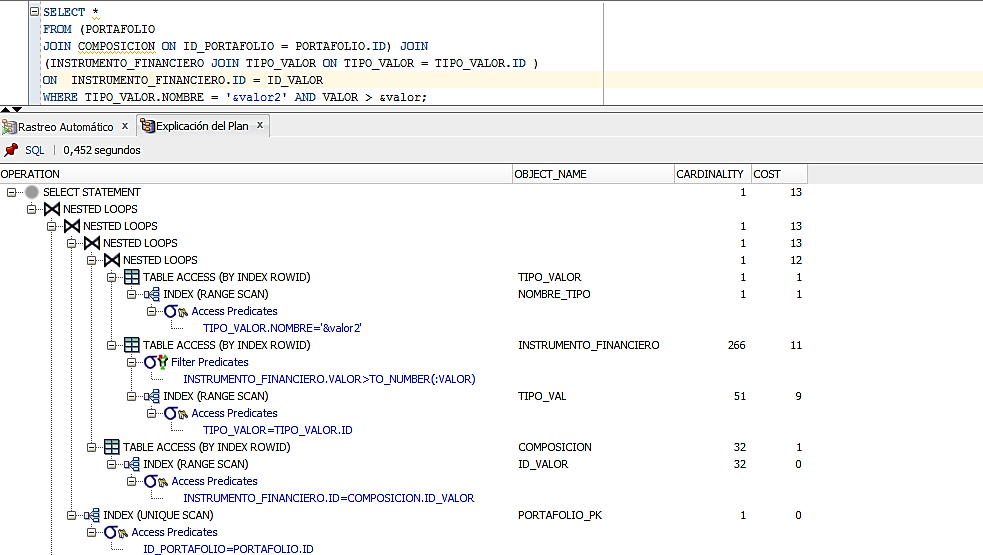 SELECT *
FROM (PORTAFOLIO
JOIN COMPOSICION ON ID_PORTAFOLIO = PORTAFOLIO.ID) JOIN
(INSTRUMENTO_FINANCIERO JOIN TIPO_VALOR ON TIPO_VALOR = TIPO_VALOR.ID )
ON INSTRUMENTO_FINANCIERO.ID = ID_VALOR
WHERE TIPO_VALOR.NOMBRE = '&valor2' AND VALOR > &valor;
Rastreo Automático x Explicación del Plan x
SQL | 0,452 segundos
OPERATION OBJECT_NAME CARDINALITY COST
SELECT STATEMENT 1 13
NESTED LOOPS
NESTED LOOPS 1 13
NESTED LOOPS 1 13
NESTED LOOPS 1 12
TABLE ACCESS (BY INDEX ROWID) TIPO_VALOR 1 1
INDEX (RANGE SCAN) NOMBRE_TIPO 1 1
Access Predicates
TIPO_VALOR.NOMBRE='&valor2'
TABLE ACCESS (BY INDEX ROWID) INSTRUMENTO_FINANCIERO 266 11
Filter Predicates
INSTRUMENTO_FINANCIERO.VALOR>TO_NUMBER(:VALOR)
INDEX (RANGE SCAN) TIPO_VAL 51 9
Access Predicates
TIPO_VALOR=TIPO_VALOR.ID
TABLE ACCESS (BY INDEX ROWID) COMPOSICION 32 1
INDEX (RANGE SCAN) ID_VALOR 32 0
Access Predicates
INSTRUMENTO_FINANCIERO.ID=COMPOSICION.ID_VALOR
INDEX (UNIQUE SCAN) PORTAFOLIO_PK 1 0
Access Predicates
ID_PORTAFOLIO=PORTAFOLIO.ID